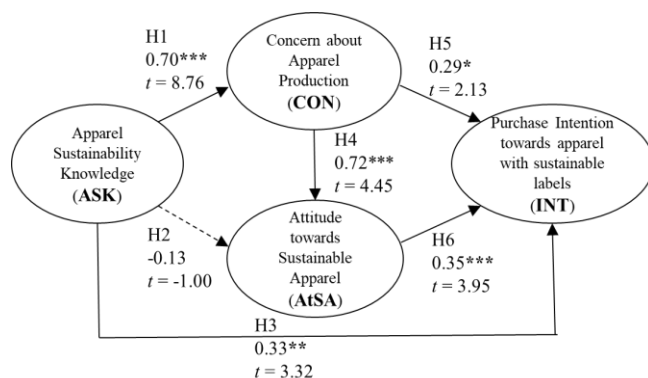 H1
0.70***
t = 8.76
Concern about
Apparel
Production
(CON)
H5
0.29*
t = 2.13
Apparel
Sustainability
Knowledge
(ASK)
H4
0.72***
t = 4.45
Purchase Intention
towards apparel
with sustainable
labels
(INT)
H2
-0.13
t = -1.00
Attitude
towards
Sustainable
Apparel
(AtSA)
H6
0.35***
t = 3.95
H3
0.33**
t = 3.32